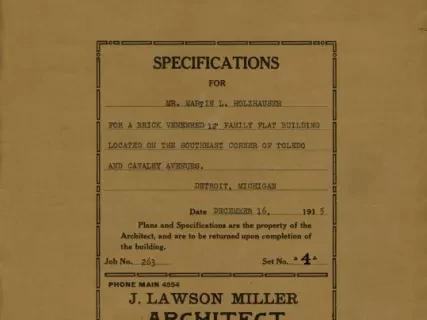 SPECIFICATIONS
FOR
MR. MARTIN L. HOLZHAUSER
FOR A BRICK VENEERED 12 FAMILY FLAT BUILDING
LOCATED ON THE SOUTHEAST CORNER OF TOLEDO
AND CAVALRY AVENUES.
DETROIT, MICHIGAN
Date DECEMBER 16, 1915
Plans and Specifications are the property of the
Architect, and are to be returned upon completion of
the building.
Job No. 263 Set No. "4"
PHONE MAIN 4554
J. LAWSON MILLER
ARCHITECT